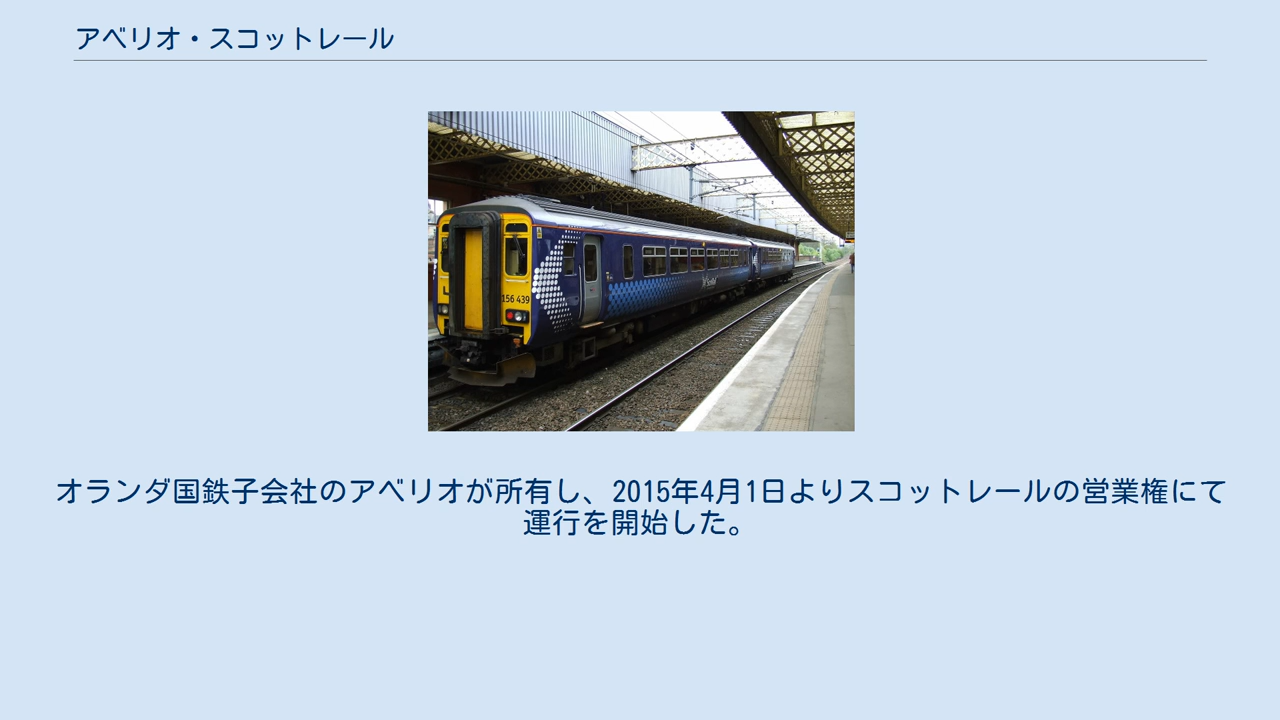 アベリオ・スコットレール
156 439
オランダ国鉄子会社のアベリオが所有し、2015年4月1日よりスコットレールの営業権にて
運行を開始した。